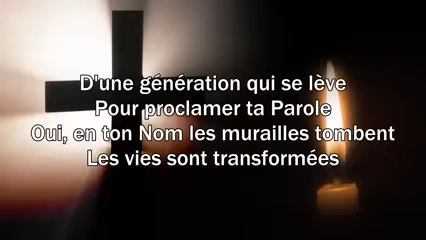 D'une génération qui se lève
Pour proclamer ta Parole
Oui, en ton Nom les murailles tombent
Les vies sont transformées